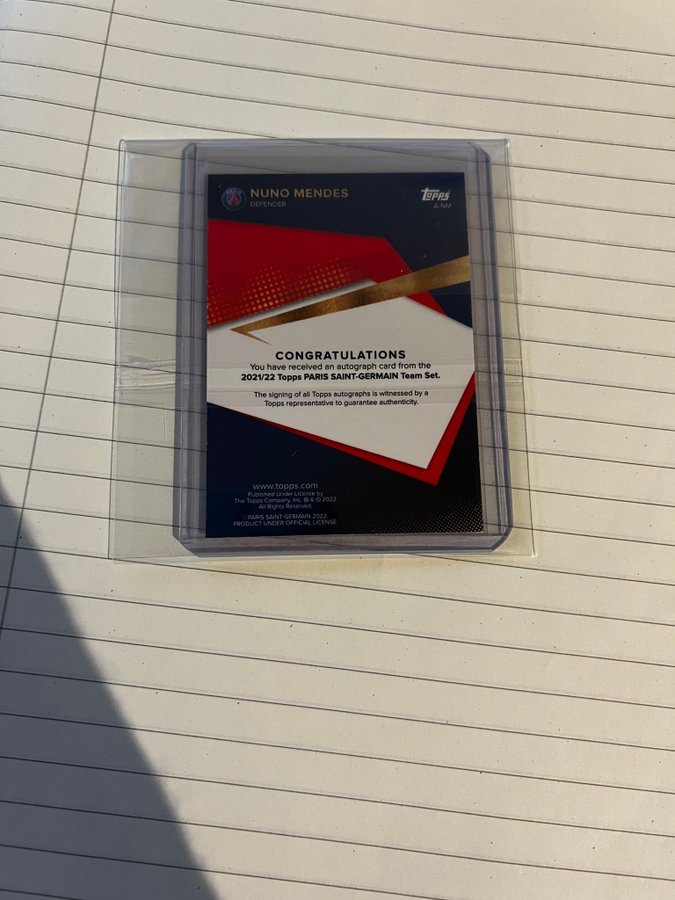 PARIS
NUNO MENDES
DEFENDER
Topps
A-NM
CONGRATULATIONS
You have received an autograph card from the
2021/22 Topps PARIS SAINT-GERMAIN Team Set.
The signing of all Topps autographs is witnessed by a
Topps representative to guarantee authenticity.
www.topps.com
Published Under License by
The Topps Company, Inc. ® & © 2022
All Rights Reserved.
© PARIS SAINT-GERMAIN 2022
PRODUCT UNDER OFFICIAL LICENSE.